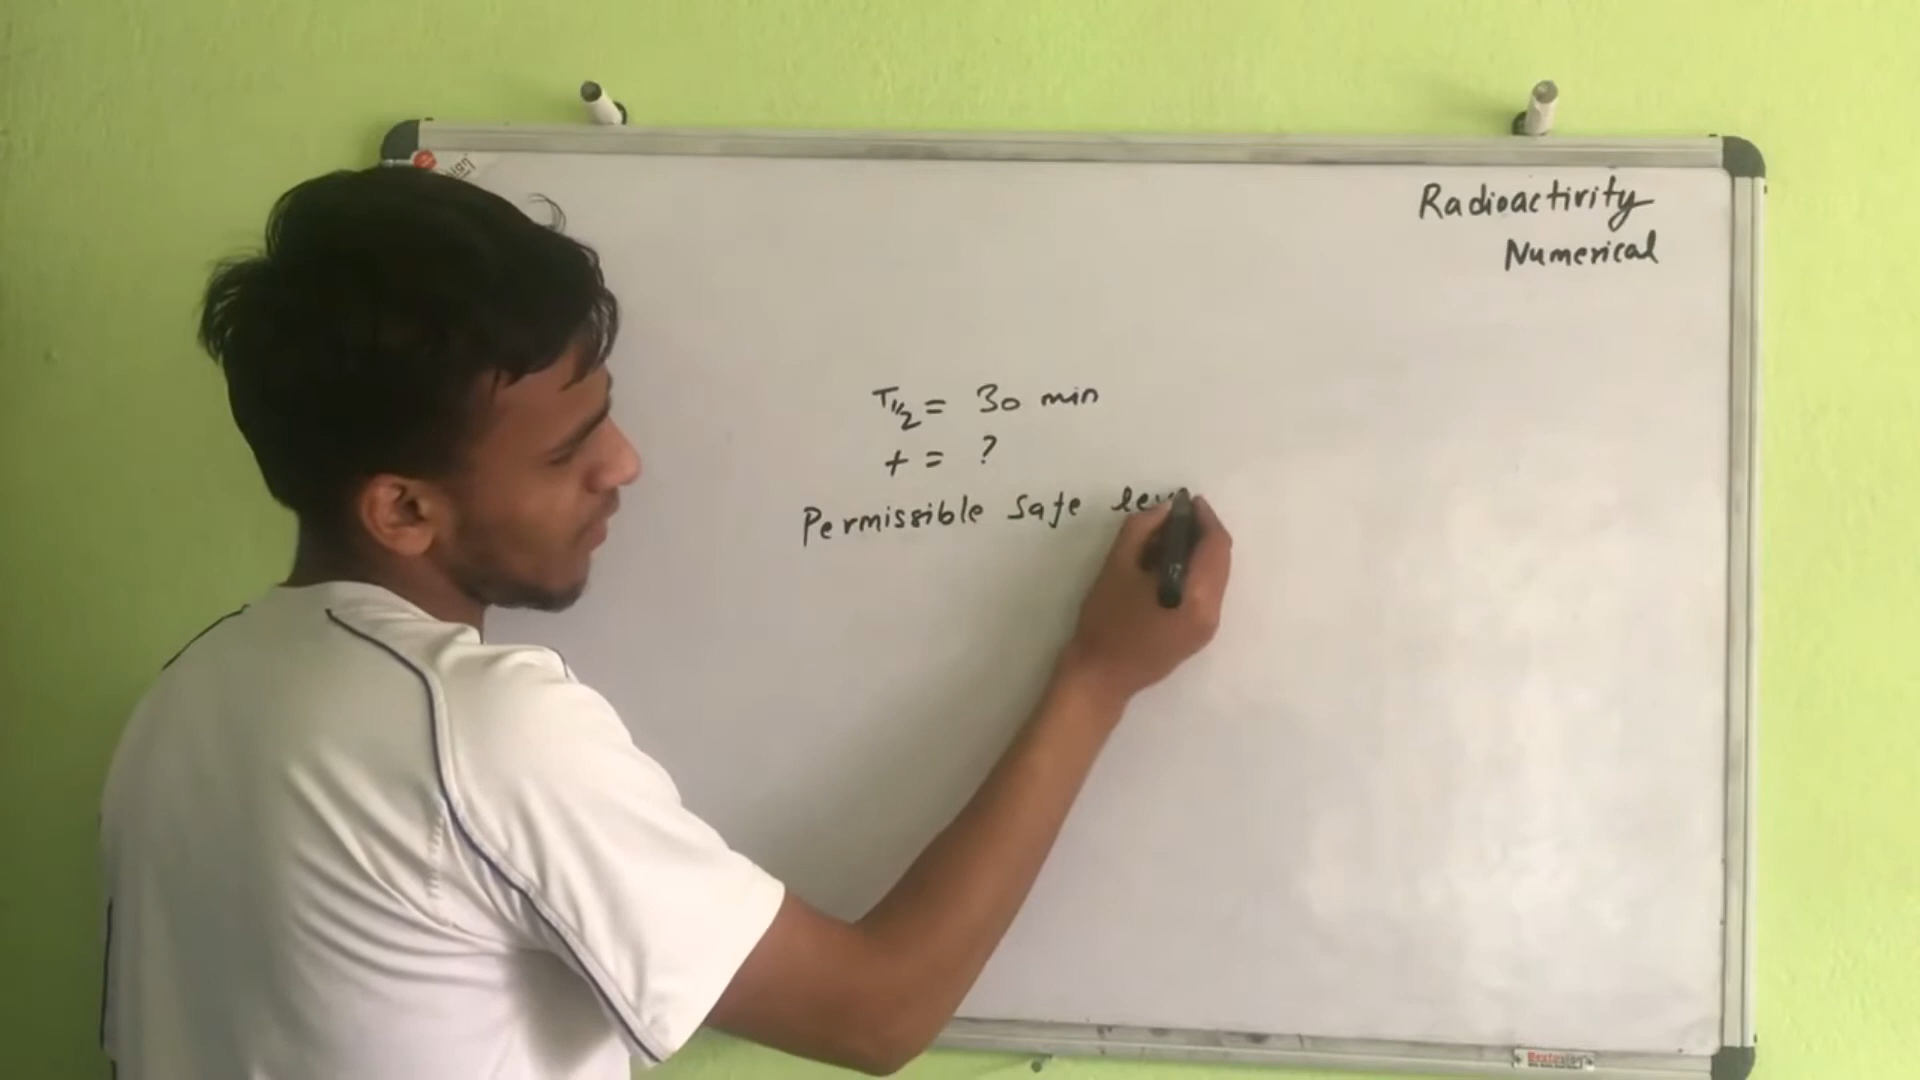 Radioactivity
Numerical
T½ = 30 min
t = ?
Permissible safe